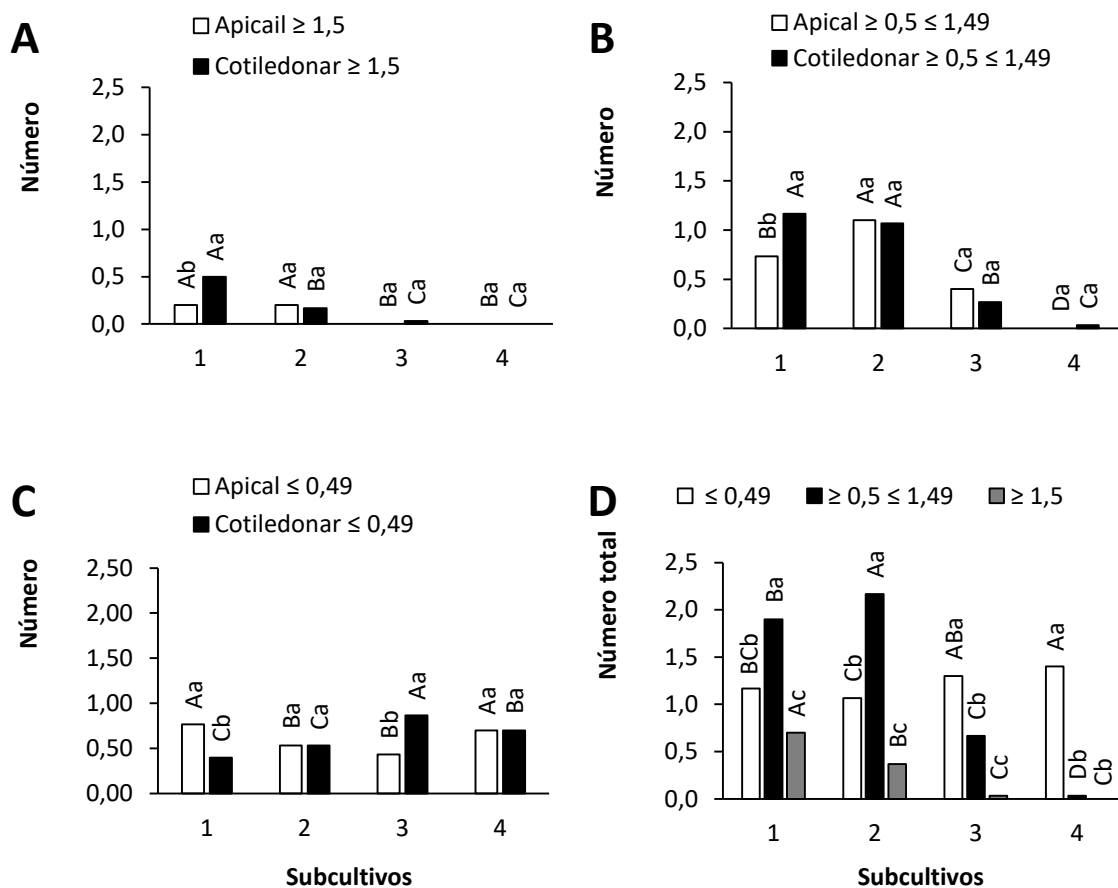 A
Apicail ≥ 1,5
Cotiledonar ≥ 1,5
Número
2,5
2,0
1,5
1,0
0,5
0,0
Ab Aa Aa Ba Ba Ca Ba Ca
1 2 3 4
B
Apical ≥ 0,5 ≤ 1,49
Cotiledonar ≥ 0,5 ≤ 1,49
Número
2,5
2,0
1,5
1,0
0,5
0,0
Bb Aa Aa Aa Ca Ba Da Ca
1 2 3 4
C
Apical ≤ 0,49
Cotiledonar ≤ 0,49
Número
2,50
2,00
1,50
1,00
0,50
0,00
Aa Cb Ba Ca Bb Aa Aa Ba
1 2 3 4
Subcultivos
D
≤ 0,49 ≥ 0,5 ≤ 1,49 ≥ 1,5
Número total
2,5
2,0
1,5
1,0
0,5
0,0
BCb Ba Ac Cb Aa Bc ABa Cb Cc Aa Db Cb
1 2 3 4
Subcultivos